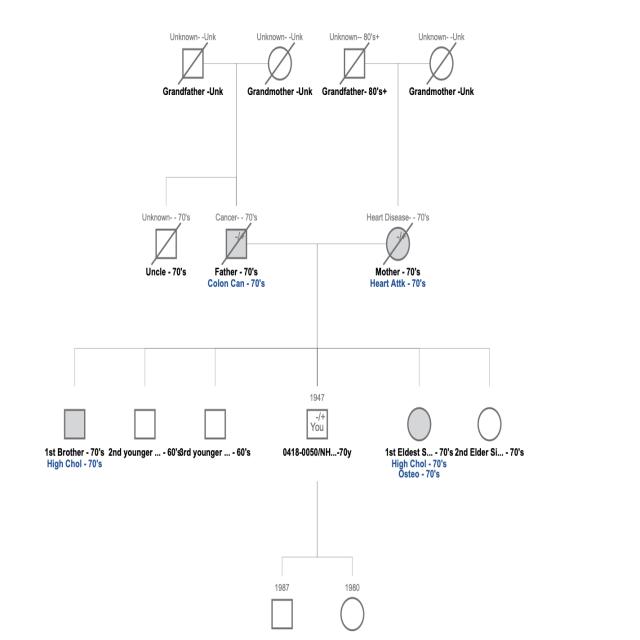 Unknown- -Unk
Unknown- -Unk
Unknown-- 80's+
Unknown- -Unk
Grandfather -Unk
Grandmother -Unk
Grandfather- 80's+
Grandmother -Unk
Unknown- - 70's
Cancer- - 70's
Heart Disease- - 70's
-/+
-/+
Uncle - 70's
Father - 70's
Mother - 70's
Colon Can - 70's
Heart Attk - 70's
1947
-/+
You
1st Brother - 70's
2nd younger ... - 60's
3rd younger ... - 60's
0418-0050/NH...-70y
1st Eldest S... - 70's
2nd Elder Si... - 70's
High Chol - 70's
High Chol - 70's
Osteo - 70's
1987
1980